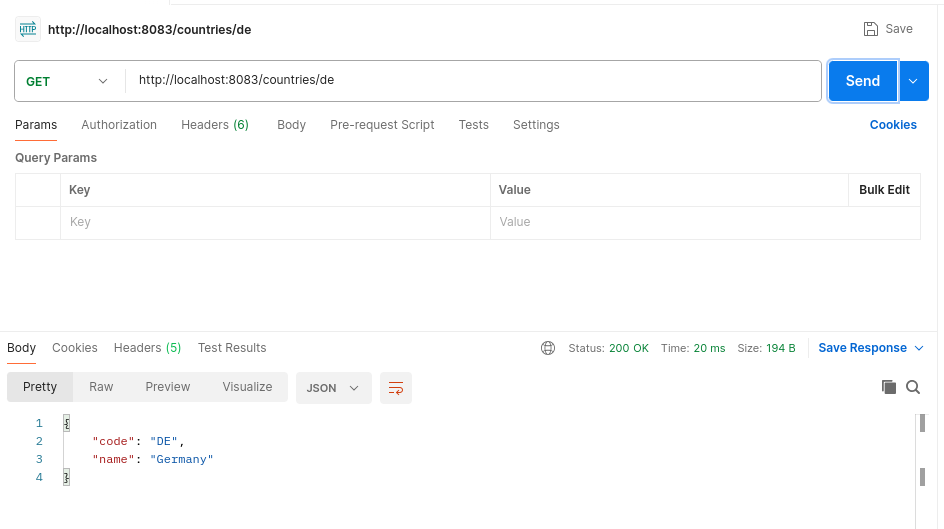 HTTP http://localhost:8083/countries/de Save
GET http://localhost:8083/countries/de Send
Params Authorization Headers (6) Body Pre-request Script Tests Settings Cookies
Query Params
Key Value Bulk Edit
Key Value
Body Cookies Headers (5) Test Results Status: 200 OK Time: 20 ms Size: 194 B Save Response
Pretty Raw Preview Visualize JSON
1 {
2 "code": "DE",
3 "name": "Germany"
4 }